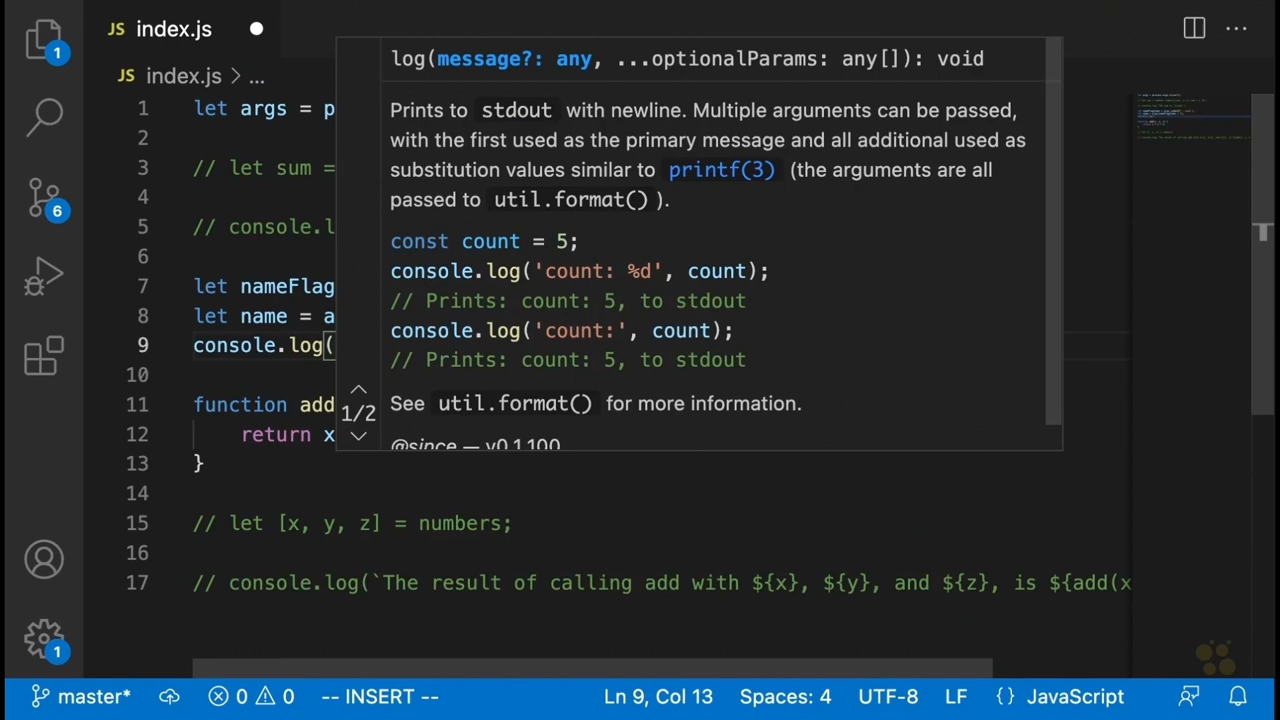 JS index.js
JS index.js > ...
1 let args = p
2
3 // let sum =
4
5 // console.l
6
7 let nameFlag
8 let name = a
9 console.log(
10
11 function add
12 return x
13 }
14
15 // let [x, y, z] = numbers;
16
17 // console.log(`The result of calling add with ${x}, ${y}, and ${z}, is ${add(x
log(message?: any, ...optionalParams: any[]): void
Prints to stdout with newline. Multiple arguments can be passed,
with the first used as the primary message and all additional used as
substitution values similar to printf(3) (the arguments are all
passed to util.format() ).
const count = 5;
console.log('count: %d', count);
// Prints: count: 5, to stdout
console.log('count:', count);
// Prints: count: 5, to stdout
1/2
See util.format() for more information.
@since — v0.1.100
1
6
1
master* 0 0 -- INSERT -- Ln 9, Col 13 Spaces: 4 UTF-8 LF {} JavaScript